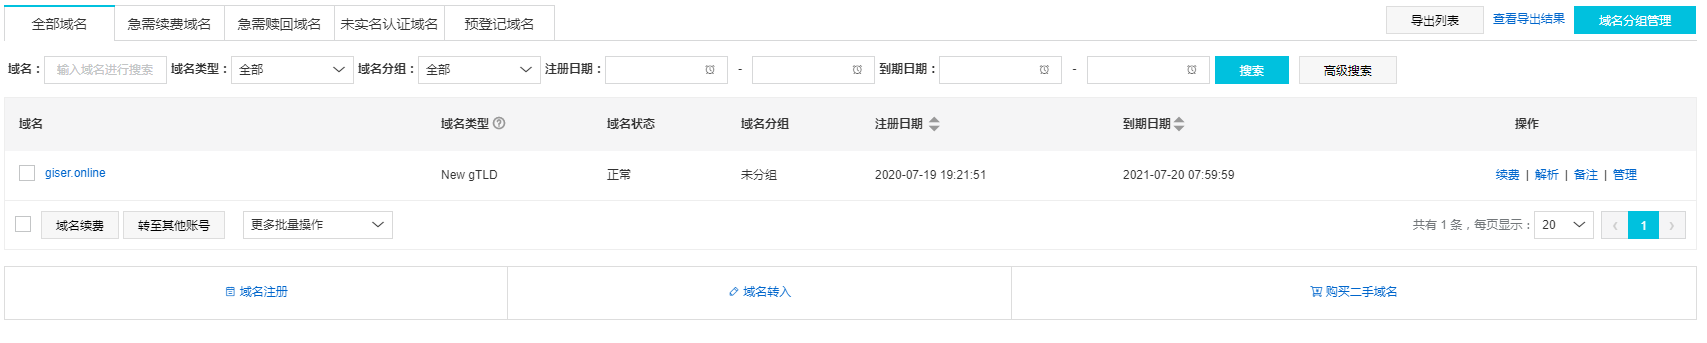 全部域名 急需续费域名 急需赎回域名 未实名认证域名 预登记域名 导出列表 查看导出结果 域名分组管理
域名： 输入域名进行搜索 域名类型： 全部 域名分组： 全部 注册日期： - 到期日期： - 搜索 高级搜索
域名 域名类型 域名状态 域名分组 注册日期 到期日期 操作
giser.online New gTLD 正常 未分组 2020-07-19 19:21:51 2021-07-20 07:59:59 续费 | 解析 | 备注 | 管理
域名续费 转至其他账号 更多批量操作 共有 1 条，每页显示： 20 ‹ 1 ›
域名注册 域名转入 购买二手域名